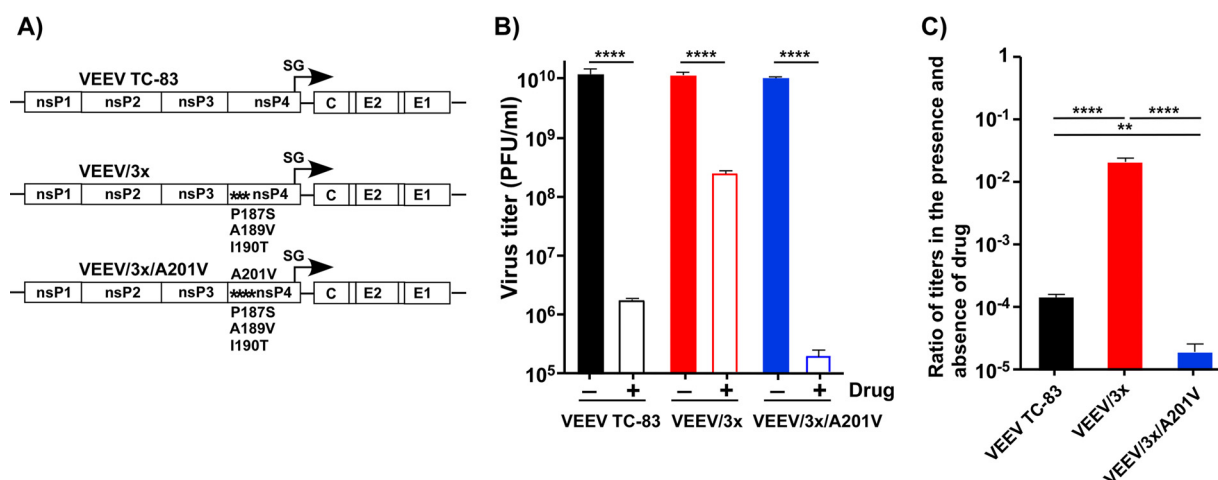 A)
VEEV TC-83
SG
nsP1 nsP2 nsP3 nsP4 C E2 E1
VEEV/3x
SG
nsP1 nsP2 nsP3 ***nsP4 C E2 E1
P187S
A189V
I190T
VEEV/3x/A201V
A201V
SG
nsP1 nsP2 nsP3 ****nsP4 C E2 E1
P187S
A189V
I190T
B)
Virus titer (PFU/ml)
10¹⁰
10⁹
10⁸
10⁷
10⁶
10⁵
**** **** ****
– + – + – + Drug
VEEV TC-83 VEEV/3x VEEV/3x/A201V
C)
Ratio of titers in the presence and
absence of drug
1
10⁻¹
10⁻²
10⁻³
10⁻⁴
10⁻⁵
**** ****
**
VEEV TC-83
VEEV/3x
VEEV/3x/A201V